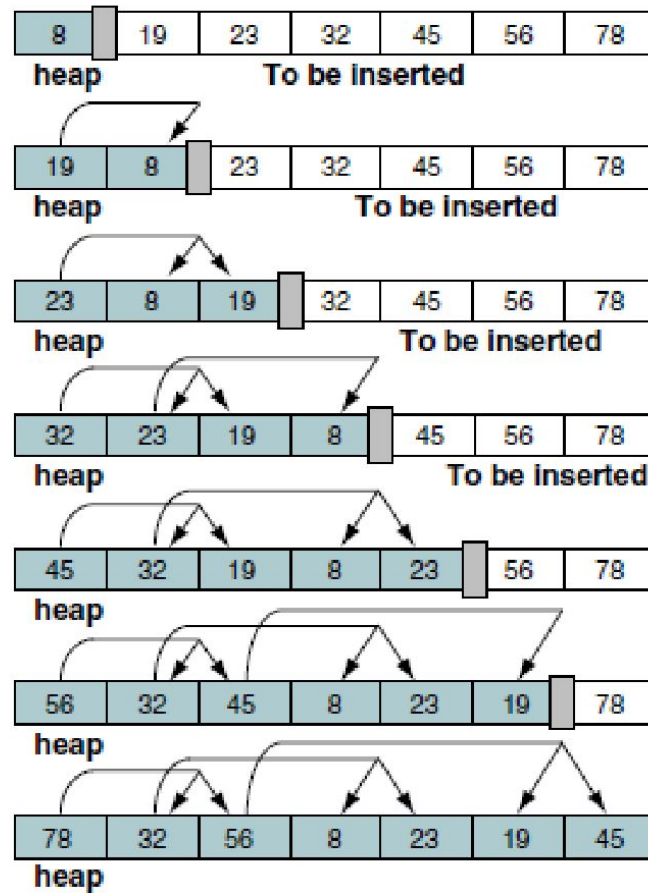 8 19 23 32 45 56 78
heap To be inserted
19 8 23 32 45 56 78
heap To be inserted
23 8 19 32 45 56 78
heap To be inserted
32 23 19 8 45 56 78
heap To be inserted
45 32 19 8 23 56 78
heap
56 32 45 8 23 19 78
heap
78 32 56 8 23 19 45
heap